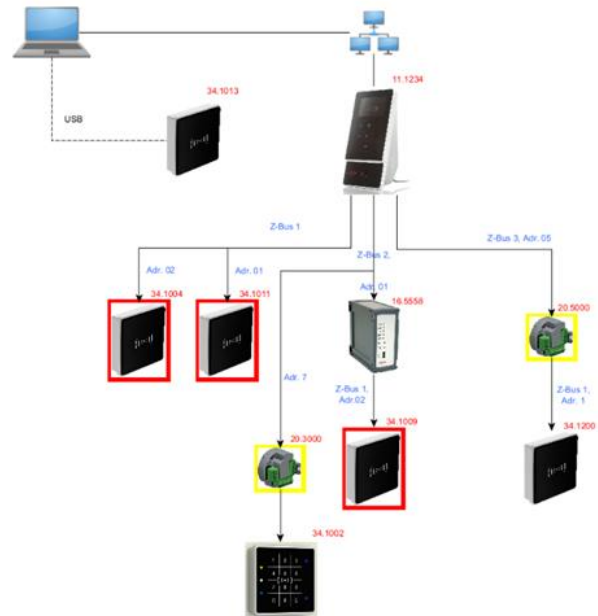 11.1234
34.1013
USB
Z-Bus 1
Z-Bus 3, Adr. 05
Z-Bus 2,
Adr. 02
Adr. 01
Adr. 01
34.1004
34.1011
16.5558
20.5000
Adr. 7
Z-Bus 1,
Adr.02
Z-Bus 1,
Adr. 1
34.1009
34.1200
20.3000
34.1002